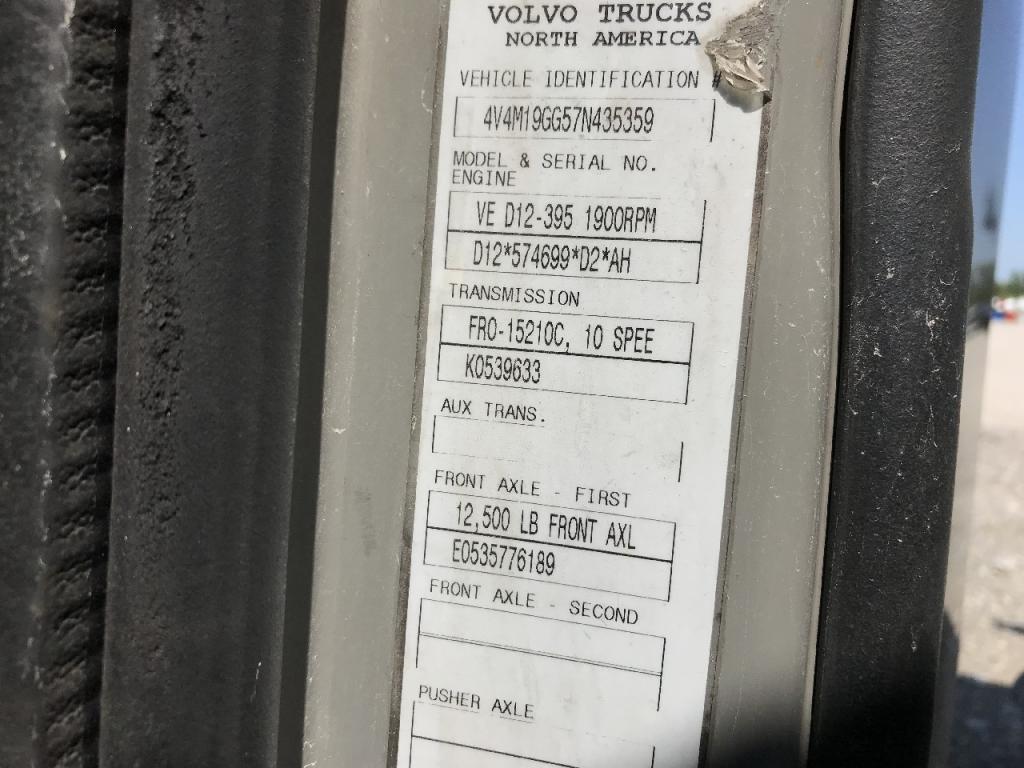 VOLVO TRUCKS
NORTH AMERICA
VEHICLE IDENTIFICATION #
4V4M19GG57N435359
MODEL & SERIAL NO.
ENGINE
VE D12-395 1900RPM
D12*574699*D2*AH
TRANSMISSION
FRO-15210C, 10 SPEE
K0539633
AUX TRANS.
FRONT AXLE - FIRST
12,500 LB FRONT AXL
E0535776189
FRONT AXLE - SECOND
PUSHER AXLE